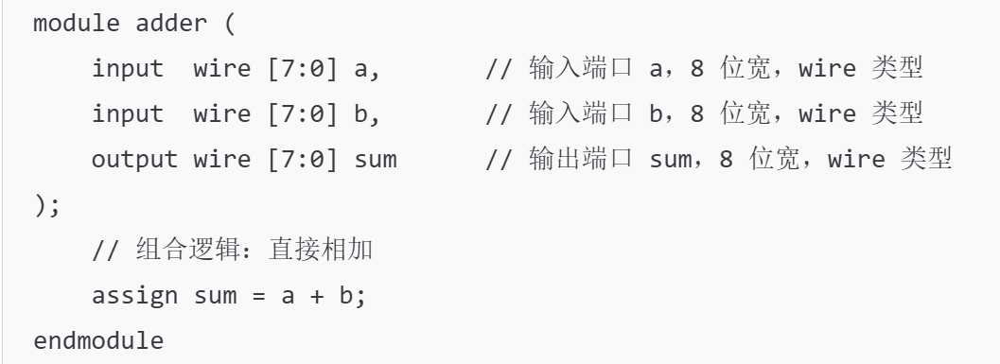 module adder (
    input  wire [7:0] a,       // 输入端口 a，8 位宽，wire 类型
    input  wire [7:0] b,       // 输入端口 b，8 位宽，wire 类型
    output wire [7:0] sum      // 输出端口 sum，8 位宽，wire 类型
);
    // 组合逻辑：直接相加
    assign sum = a + b;
endmodule